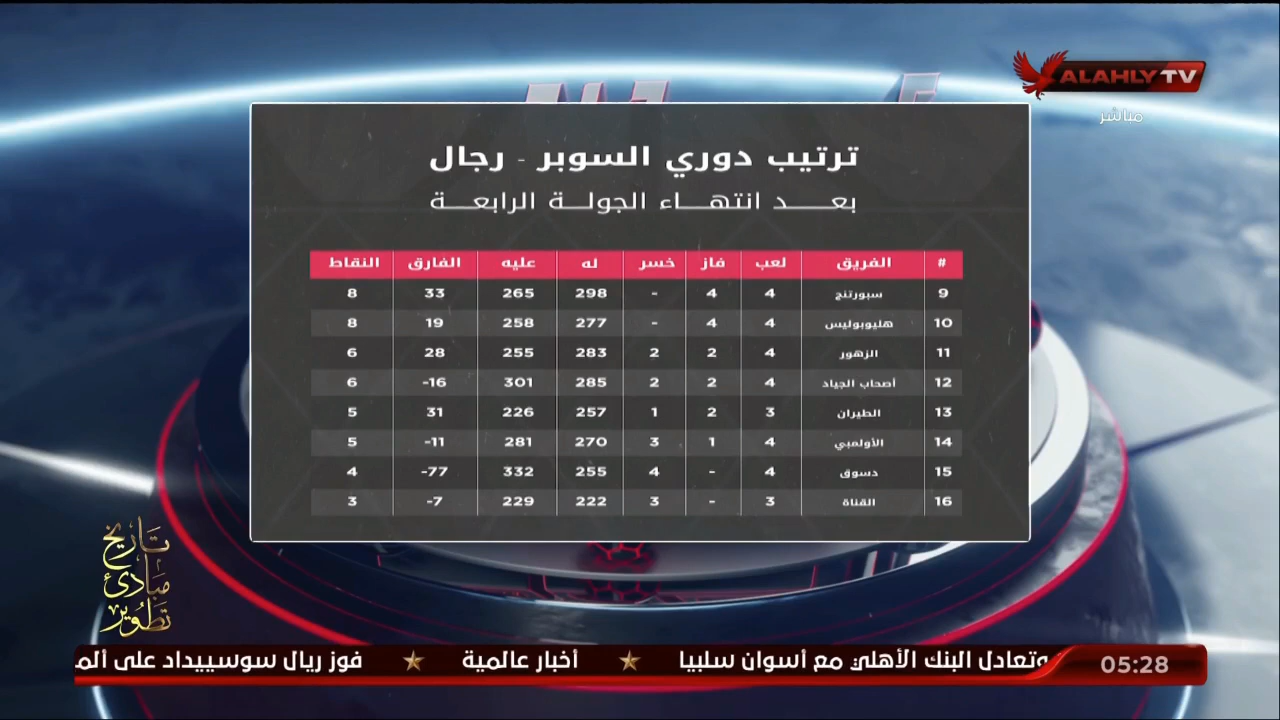 ALAHLY TV
مباشر
ترتيب دوري السوبر - رجال
بعد انتهاء الجولة الرابعة
# الفريق لعب فاز خسر له عليه الفارق النقاط
9 سبورتنج 4 4 - 298 265 33 8
10 هليوبوليس 4 4 - 277 258 19 8
11 الزهور 4 2 2 283 255 28 6
12 أصحاب الجياد 4 2 2 285 301 -16 6
13 الطيران 3 2 1 257 226 31 5
14 الأولمبي 4 1 3 270 281 -11 5
15 دسوق 4 - 4 255 332 -77 4
16 القناة 3 - 3 222 229 -7 3
تاريخ
مبادئ
تطوير
05:28 وتعادل البنك الأهلي مع أسوان سلبيا ★ أخبار عالمية ★ فوز ريال سوسييداد على ألم